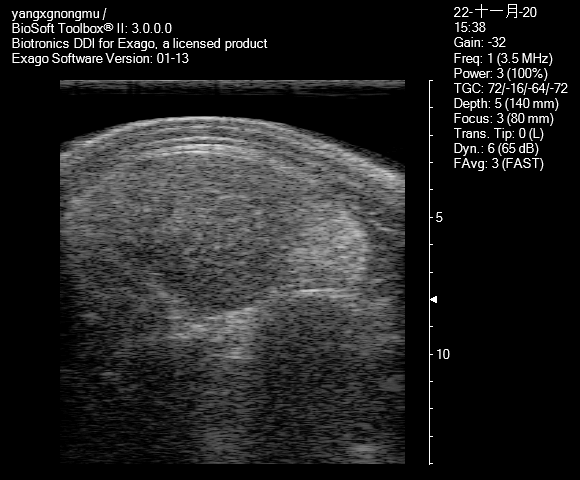 yangxgnongmu /
BioSoft Toolbox® II: 3.0.0.0
Biotronics DDI for Exago, a licensed product
Exago Software Version: 01-13
22-十一月-20
15:38
Gain: -32
Freq: 1 (3.5 MHz)
Power: 3 (100%)
TGC: 72/-16/-64/-72
Depth: 5 (140 mm)
Focus: 3 (80 mm)
Trans. Tip: 0 (L)
Dyn.: 6 (65 dB)
FAvg: 3 (FAST)
5
10